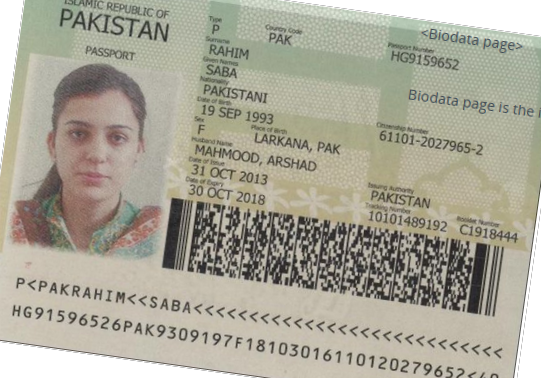 ISLAMIC REPUBLIC OF
PAKISTAN
PASSPORT
Type
P
Country Code
PAK
<Biodata page>
Passport Number
HG9159652
Surname
RAHIM
Given Names
SABA
Nationality
PAKISTANI
Biodata page is the
Date of Birth
19 SEP 1993
Citizenship Number
61101-2027965-2
Sex
F
Place of Birth
LARKANA, PAK
Husband Name
MAHMOOD, ARSHAD
Date of Issue
31 OCT 2013
Issuing Authority
PAKISTAN
Date of Expiry
30 OCT 2018
Tracking Number
10101489192
Booklet Number
C1918444
P<PAKRAHIM<<SABA<<<<<<<<<<<<<<<<<<<<<<<<<<<<
HG91596526PAK9309197F18103016110120279652<40